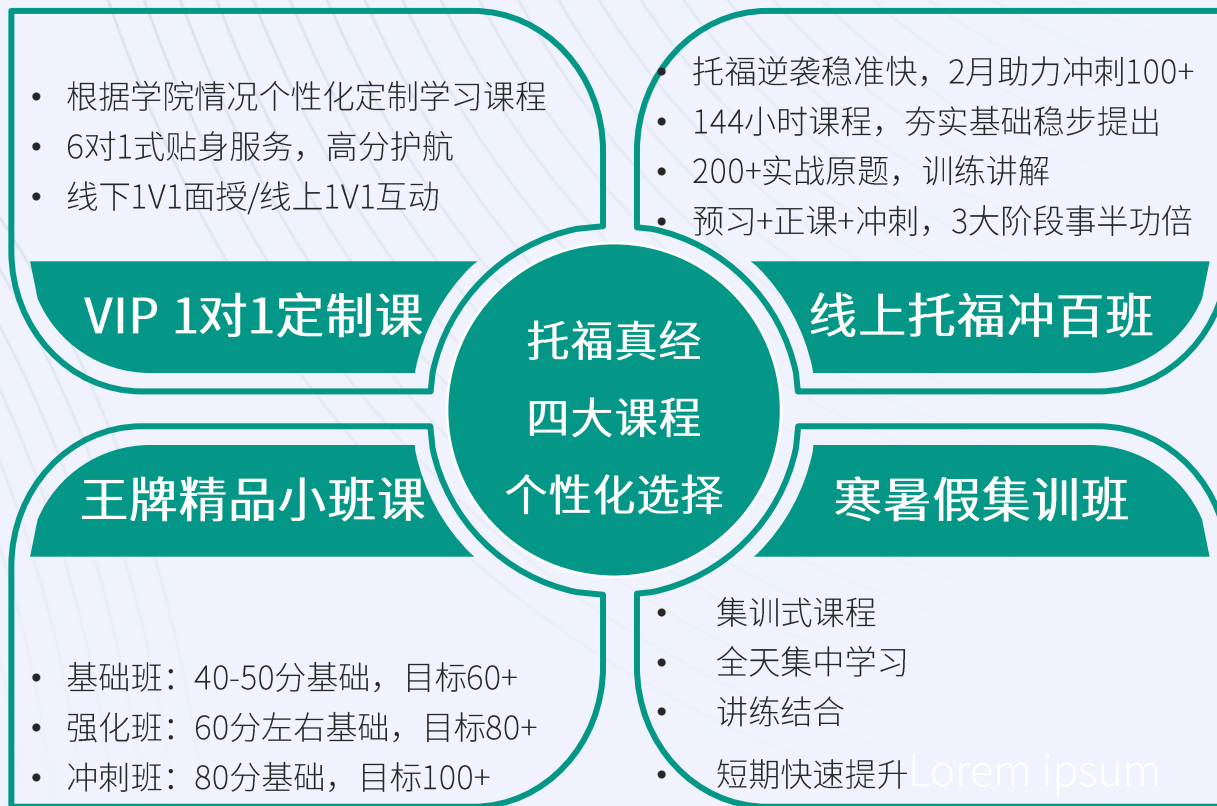 • 根据学院情况个性化定制学习课程
• 6对1式贴身服务，高分护航
• 线下1V1面授/线上1V1互动
VIP 1对1定制课
• 托福逆袭稳准快，2月助力冲刺100+
• 144小时课程，夯实基础稳步提出
• 200+实战原题，训练讲解
• 预习+正课+冲刺，3大阶段事半功倍
线上托福冲百班
托福真经
四大课程
个性化选择
王牌精品小班课
• 基础班：40-50分基础，目标60+
• 强化班：60分左右基础，目标80+
• 冲刺班：80分基础，目标100+
寒暑假集训班
• 集训式课程
• 全天集中学习
• 讲练结合
• 短期快速提升Lorem ipsum